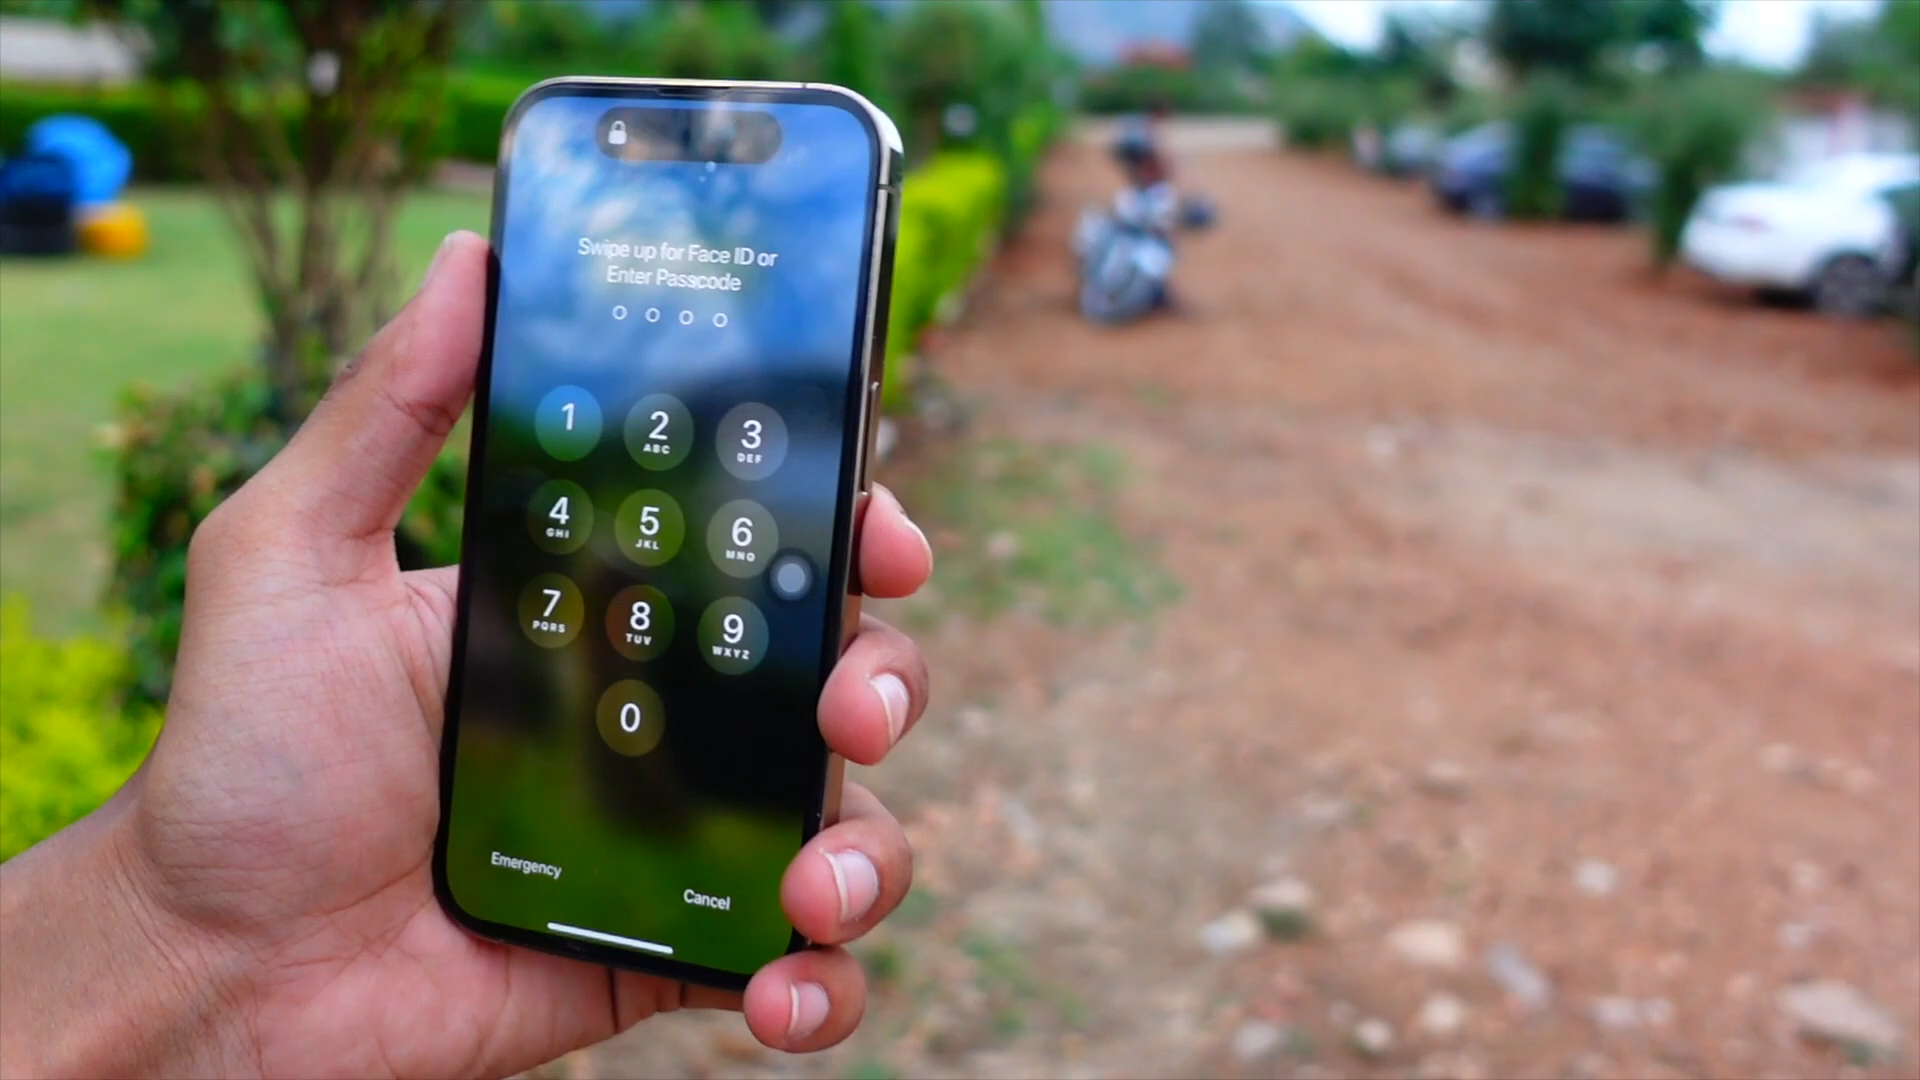 Swipe up for Face ID or
Enter Passcode
1
2
ABC
3
DEF
4
GHI
5
JKL
6
MNO
7
PQRS
8
TUV
9
WXYZ
0
Emergency
Cancel